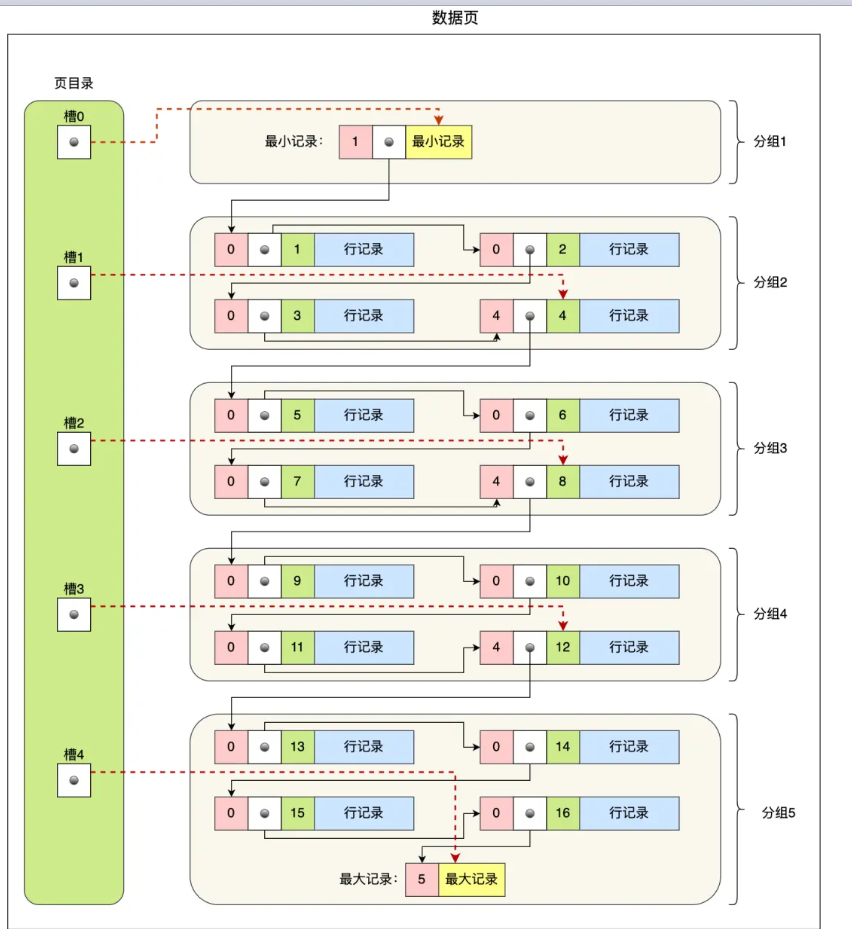 数据页
页目录
槽0
最小记录： 1 最小记录
分组1
0 1 行记录 0 2 行记录
槽1
分组2
0 3 行记录 4 4 行记录
0 5 行记录 0 6 行记录
槽2
分组3
0 7 行记录 4 8 行记录
0 9 行记录 0 10 行记录
槽3
分组4
0 11 行记录 4 12 行记录
0 13 行记录 0 14 行记录
槽4
0 15 行记录 0 16 行记录
分组5
最大记录： 5 最大记录